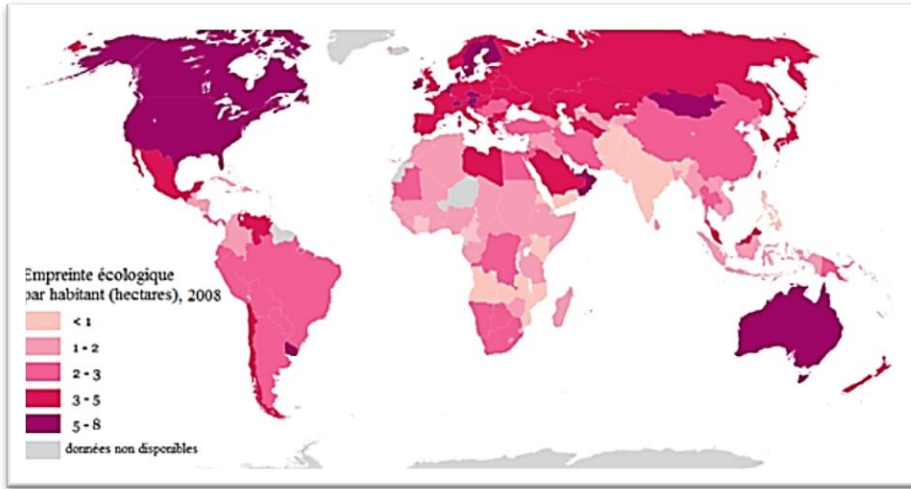 Empreinte écologique
par habitant (hectares), 2008
< 1
1 - 2
2 - 3
3 - 5
5 - 8
données non disponibles